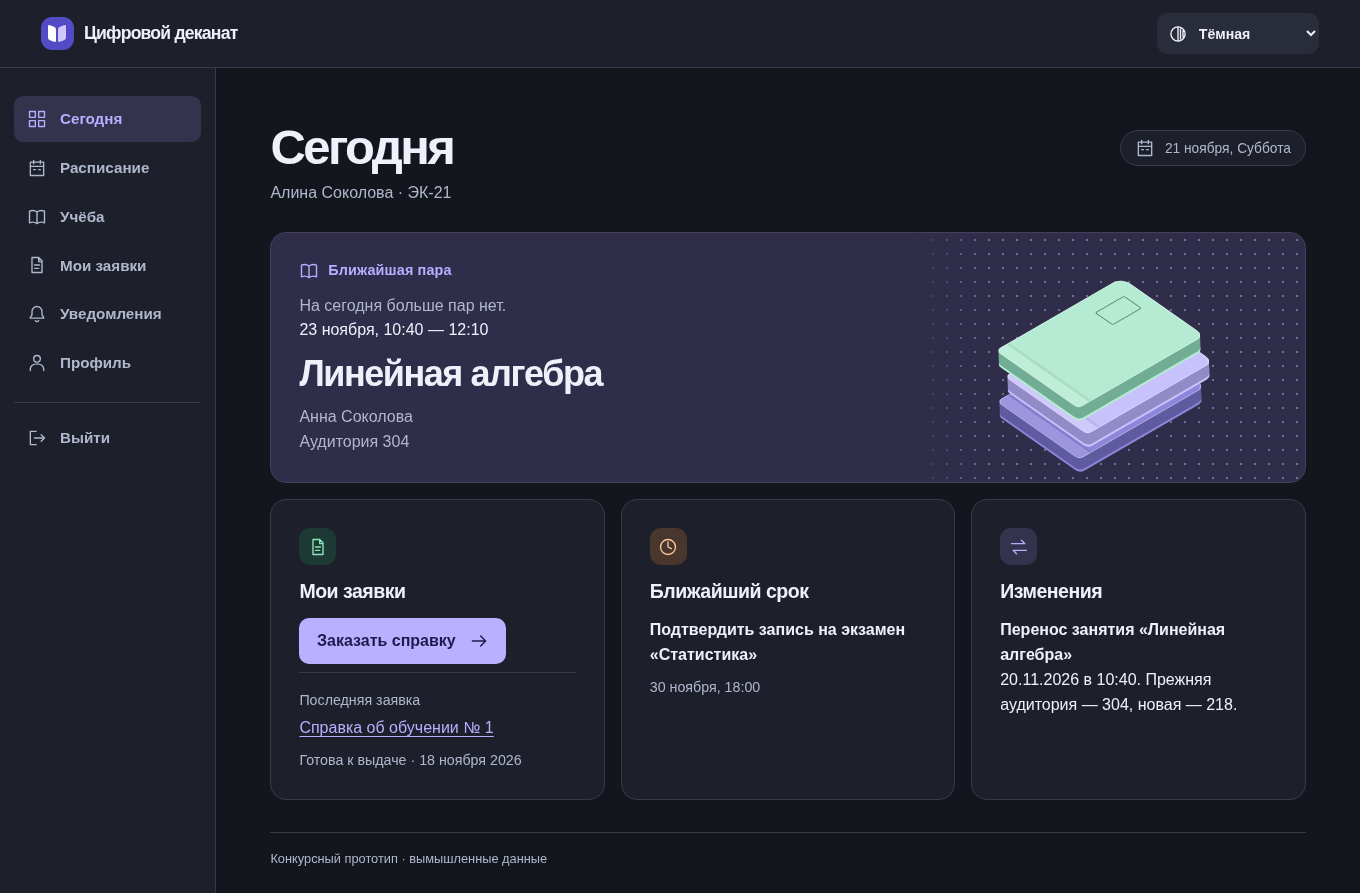 Цифровой деканат
Тёмная
Сегодня
Расписание
Учёба
Мои заявки
Уведомления
Профиль
Выйти
Сегодня
Алина Соколова · ЭК-21
21 ноября, Суббота
Ближайшая пара
На сегодня больше пар нет.
23 ноября, 10:40 — 12:10
Линейная алгебра
Анна Соколова
Аудитория 304
Мои заявки
Заказать справку
Последняя заявка
Справка об обучении № 1
Готова к выдаче · 18 ноября 2026
Ближайший срок
Подтвердить запись на экзамен
«Статистика»
30 ноября, 18:00
Изменения
Перенос занятия «Линейная
алгебра»
20.11.2026 в 10:40. Прежняя
аудитория — 304, новая — 218.
Конкурсный прототип · вымышленные данные